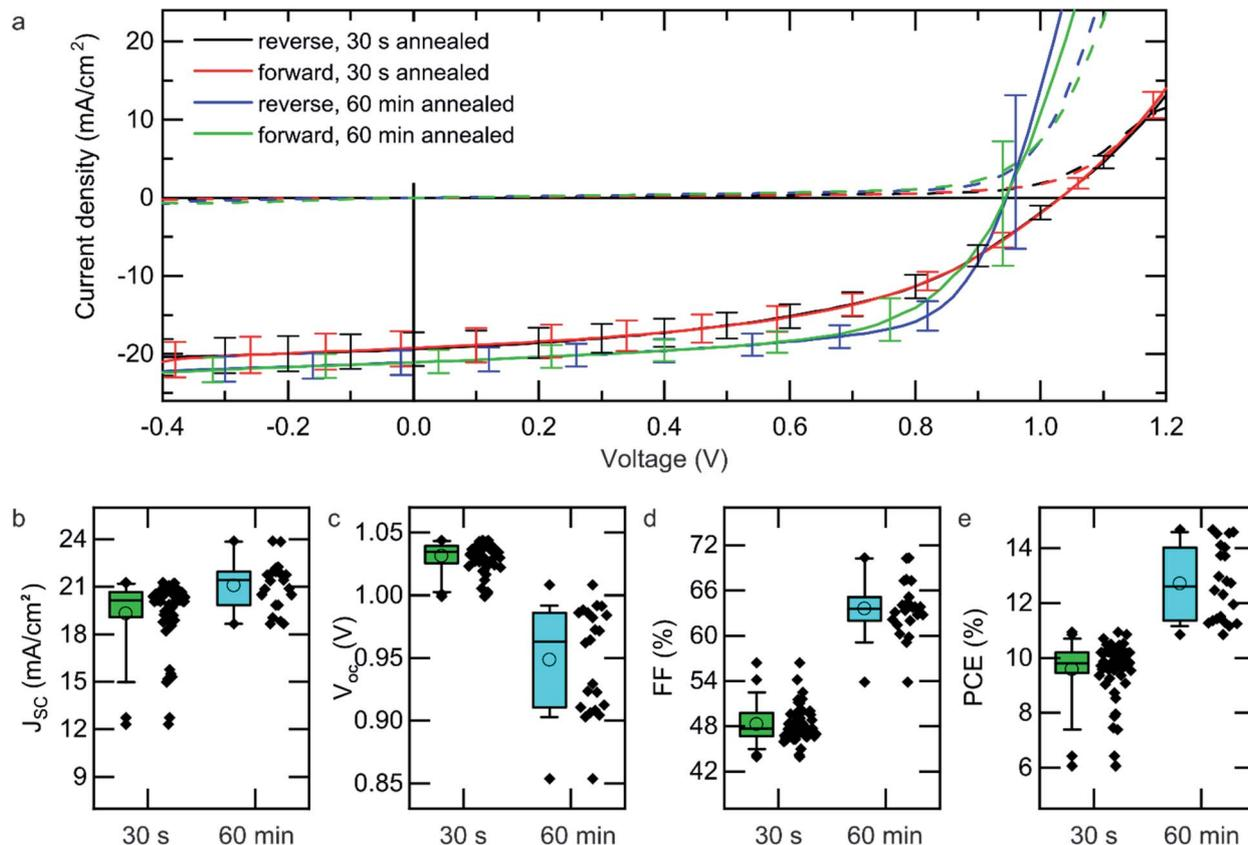 a
Current density (mA/cm²)
20
10
0
-10
-20
reverse, 30 s annealed
forward, 30 s annealed
reverse, 60 min annealed
forward, 60 min annealed
-0.4 -0.2 0.0 0.2 0.4 0.6 0.8 1.0 1.2
Voltage (V)
b
J_SC (mA/cm²)
24
21
18
15
12
9
30 s 60 min
c
V_oc (V)
1.05
1.00
0.95
0.90
0.85
30 s 60 min
d
FF (%)
72
66
60
54
48
42
30 s 60 min
e
PCE (%)
14
12
10
8
6
30 s 60 min